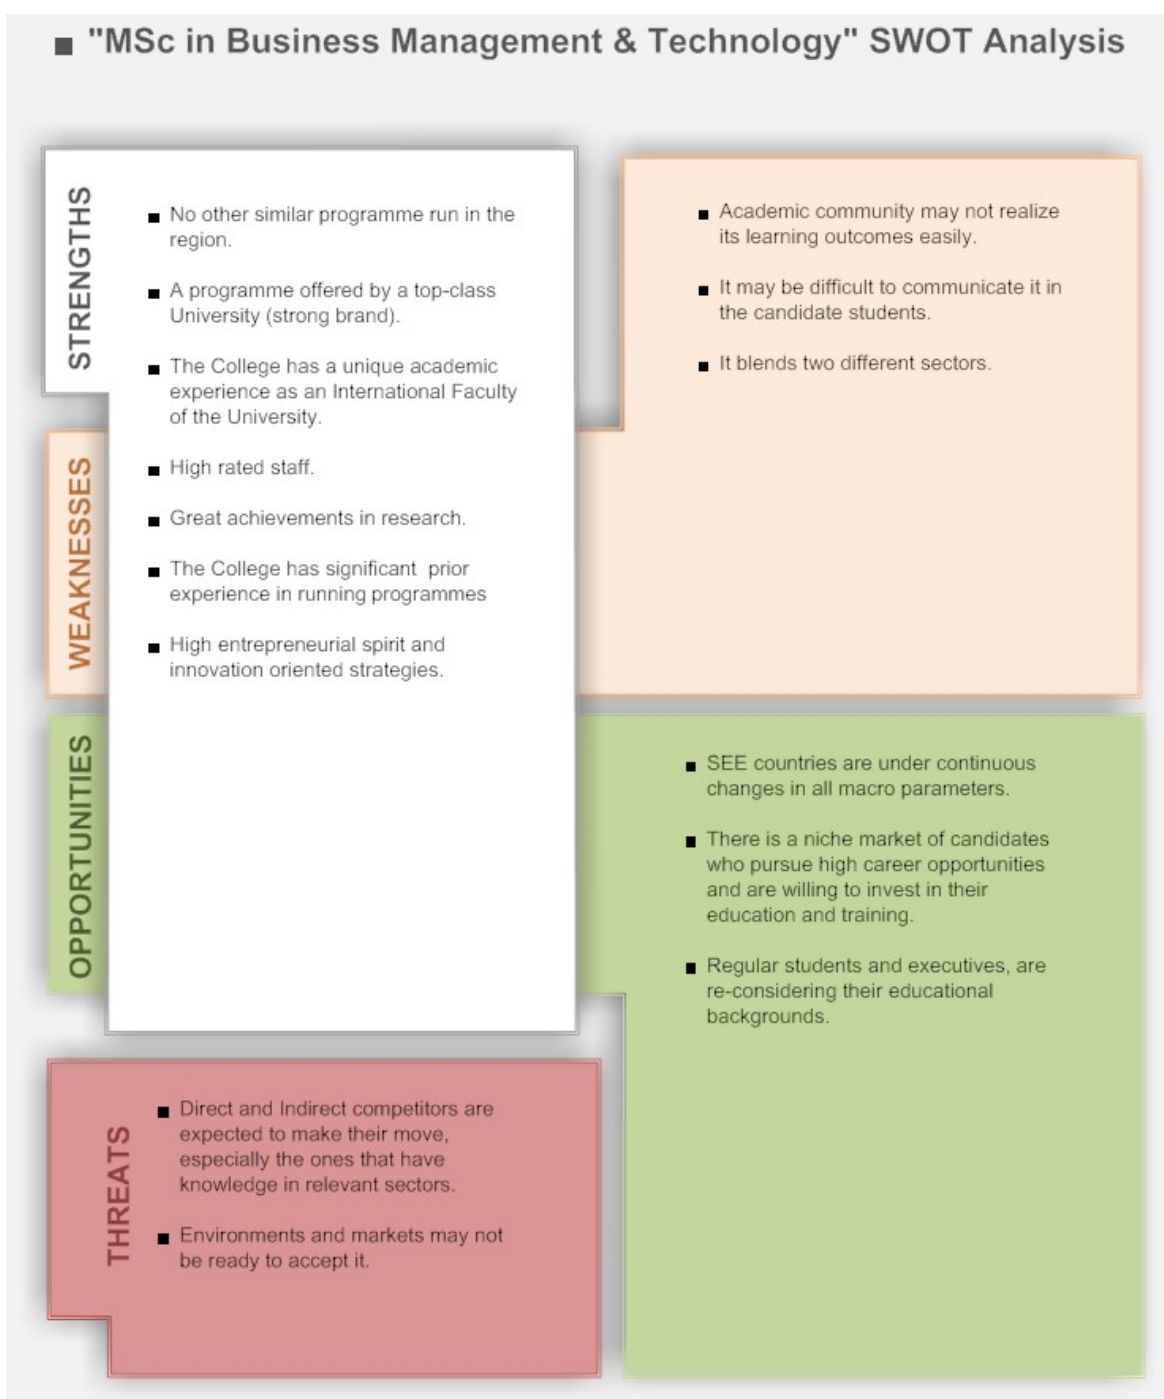 ■ "MSc in Business Management & Technology" SWOT Analysis
STRENGTHS
■ No other similar programme run in the
region.
■ A programme offered by a top-class
University (strong brand).
■ The College has a unique academic
experience as an International Faculty
of the University.
■ High rated staff.
■ Great achievements in research.
■ The College has significant prior
experience in running programmes
■ High entrepreneurial spirit and
innovation oriented strategies.
WEAKNESSES
■ Academic community may not realize
its learning outcomes easily.
■ It may be difficult to communicate it in
the candidate students.
■ It blends two different sectors.
OPPORTUNITIES
■ SEE countries are under continuous
changes in all macro parameters.
■ There is a niche market of candidates
who pursue high career opportunities
and are willing to invest in their
education and training.
■ Regular students and executives, are
re-considering their educational
backgrounds.
THREATS
■ Direct and Indirect competitors are
expected to make their move,
especially the ones that have
knowledge in relevant sectors.
■ Environments and markets may not
be ready to accept it.